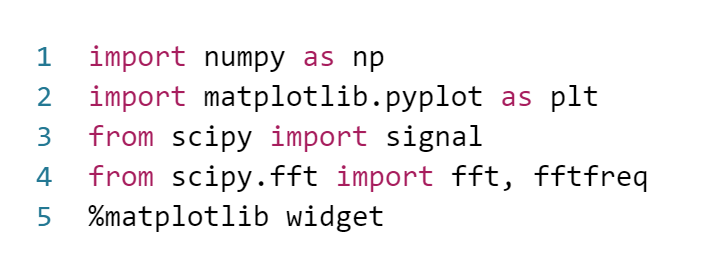 1 import numpy as np
2 import matplotlib.pyplot as plt
3 from scipy import signal
4 from scipy.fft import fft, fftfreq
5 %matplotlib widget